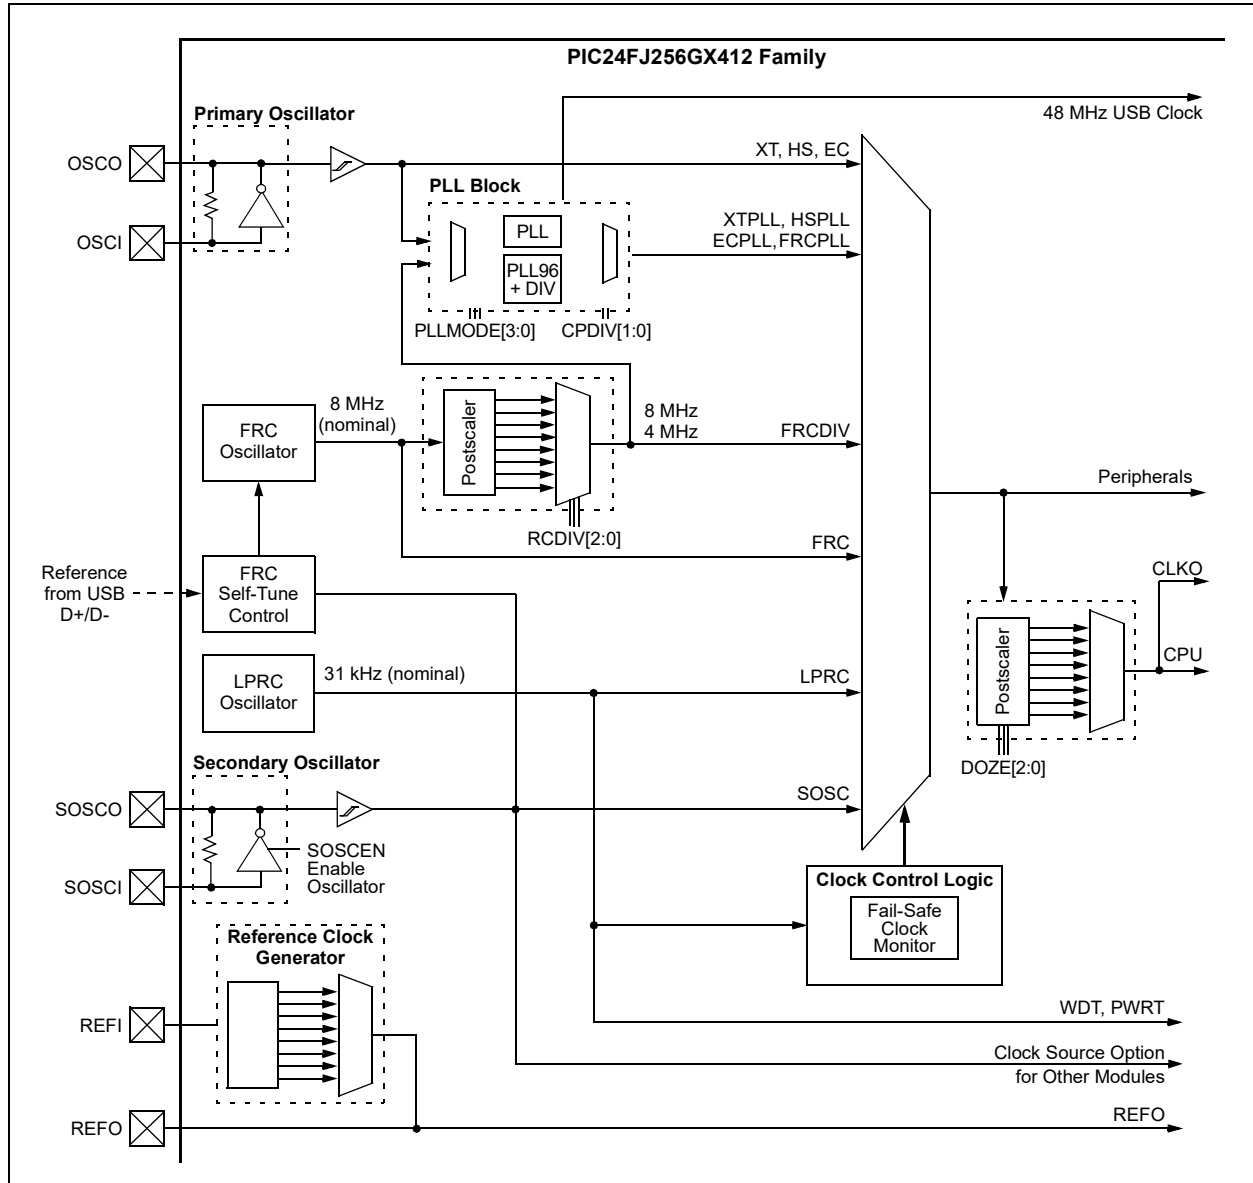 PIC24FJ256GX412 Family
48 MHz USB Clock
Primary Oscillator
OSCO
OSCI
XT, HS, EC
PLL Block
PLL
PLL96
+ DIV
XTPLL, HSPLL
ECPLL,FRCPLL
PLLMODE[3:0]
CPDIV[1:0]
FRC
Oscillator
8 MHz
(nominal)
Postscaler
8 MHz
4 MHz
FRCDIV
RCDIV[2:0]
Peripherals
FRC
Reference
from USB
D+/D-
FRC
Self-Tune
Control
CLKO
CPU
Postscaler
DOZE[2:0]
LPRC
Oscillator
31 kHz (nominal)
LPRC
Secondary Oscillator
SOSCO
SOSCI
SOSCEN
Enable
Oscillator
SOSC
Clock Control Logic
Fail-Safe
Clock
Monitor
Reference Clock
Generator
REFI
WDT, PWRT
Clock Source Option
for Other Modules
REFO
REFO